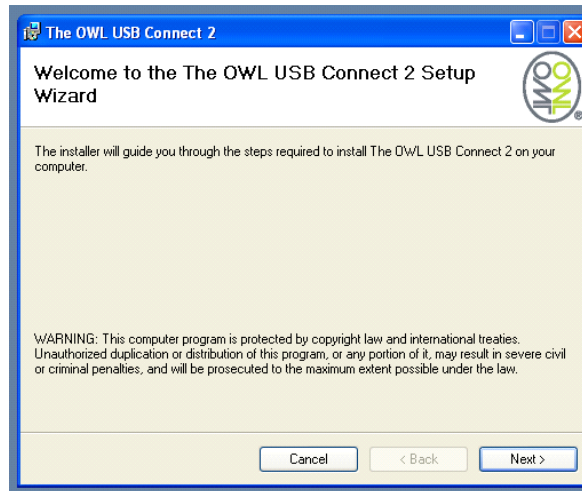 The OWL USB Connect 2
Welcome to the The OWL USB Connect 2 Setup
Wizard
OWL
OWL
®
The installer will guide you through the steps required to install The OWL USB Connect 2 on your
computer.
WARNING: This computer program is protected by copyright law and international treaties.
Unauthorized duplication or distribution of this program, or any portion of it, may result in severe civil
or criminal penalties, and will be prosecuted to the maximum extent possible under the law.
Cancel < Back Next >